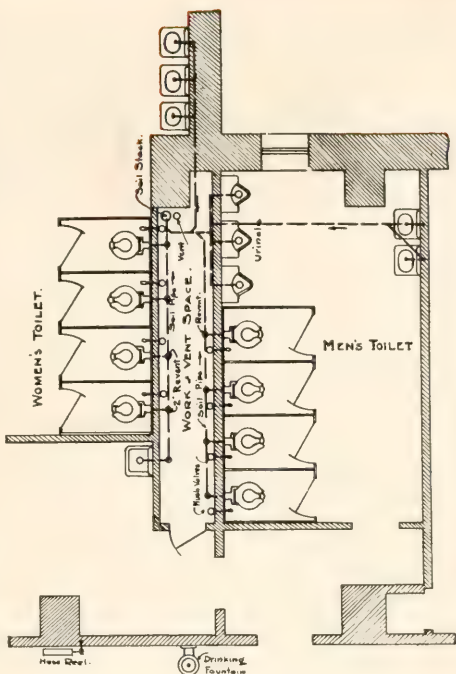 Soil Stack.
Vent
Urinals
WOMEN'S TOILET.
Soil Pipe
2" Revent
WORK & VENT SPACE.
Revent.
Soil Pipe
MEN'S TOILET
Flush Valves
Hose Reel.
Drinking
Fountain